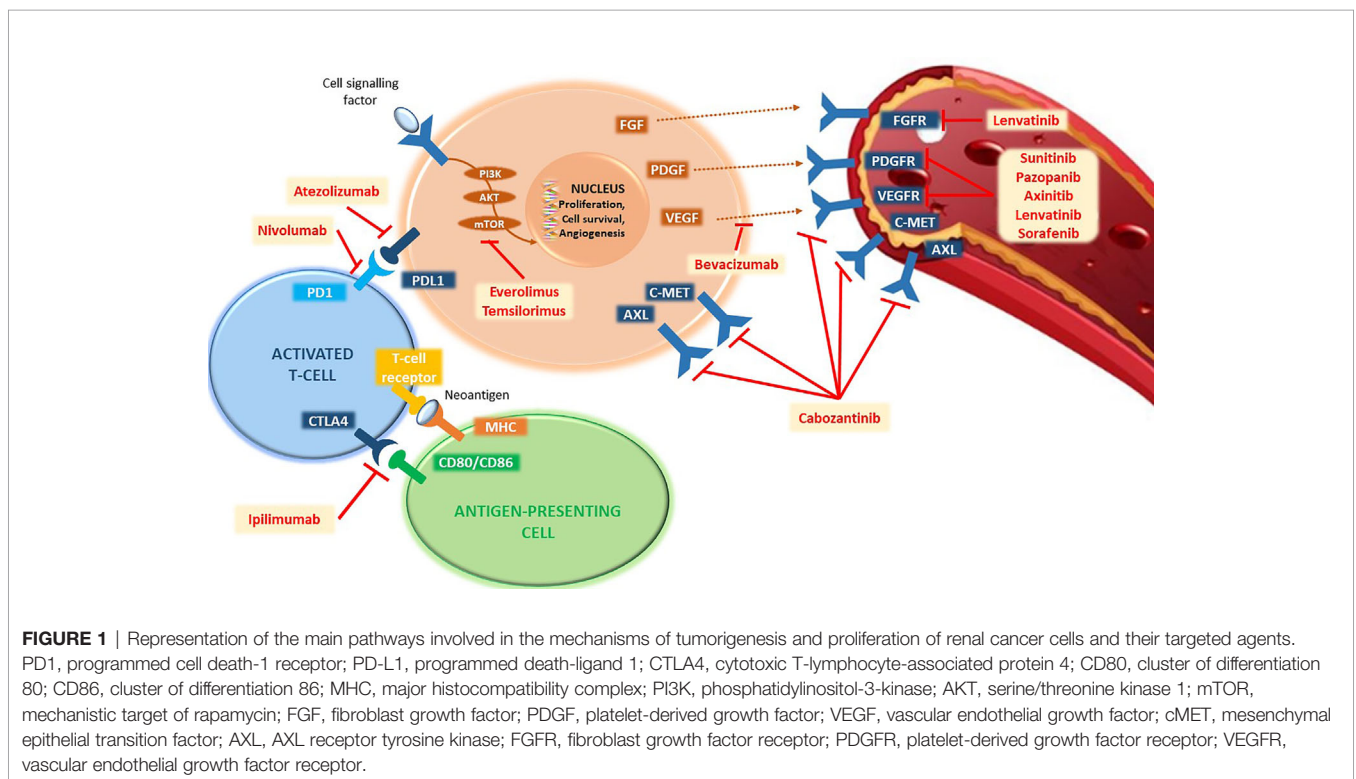 Cell signalling
factor
FGF
FGFR
Lenvatinib
PI3K
AKT
mTOR
NUCLEUS
Proliferation,
Cell survival,
Angiogenesis
PDGF
PDGFR
Sunitinib
Pazopanib
Axinitib
Lenvatinib
Sorafenib
VEGF
VEGFR
C-MET
AXL
Atezolizumab
Nivolumab
PD1
PDL1
Everolimus
Temsilorimus
Bevacizumab
C-MET
AXL
ACTIVATED
T-CELL
T-cell
receptor
Neoantigen
CTLA4
MHC
CD80/CD86
Cabozantinib
Ipilimumab
ANTIGEN-PRESENTING
CELL
FIGURE 1 | Representation of the main pathways involved in the mechanisms of tumorigenesis and proliferation of renal cancer cells and their targeted agents.
PD1, programmed cell death-1 receptor; PD-L1, programmed death-ligand 1; CTLA4, cytotoxic T-lymphocyte-associated protein 4; CD80, cluster of differentiation
80; CD86, cluster of differentiation 86; MHC, major histocompatibility complex; PI3K, phosphatidylinositol-3-kinase; AKT, serine/threonine kinase 1; mTOR,
mechanistic target of rapamycin; FGF, fibroblast growth factor; PDGF, platelet-derived growth factor; VEGF, vascular endothelial growth factor; cMET, mesenchymal
epithelial transition factor; AXL, AXL receptor tyrosine kinase; FGFR, fibroblast growth factor receptor; PDGFR, platelet-derived growth factor receptor; VEGFR,
vascular endothelial growth factor receptor.